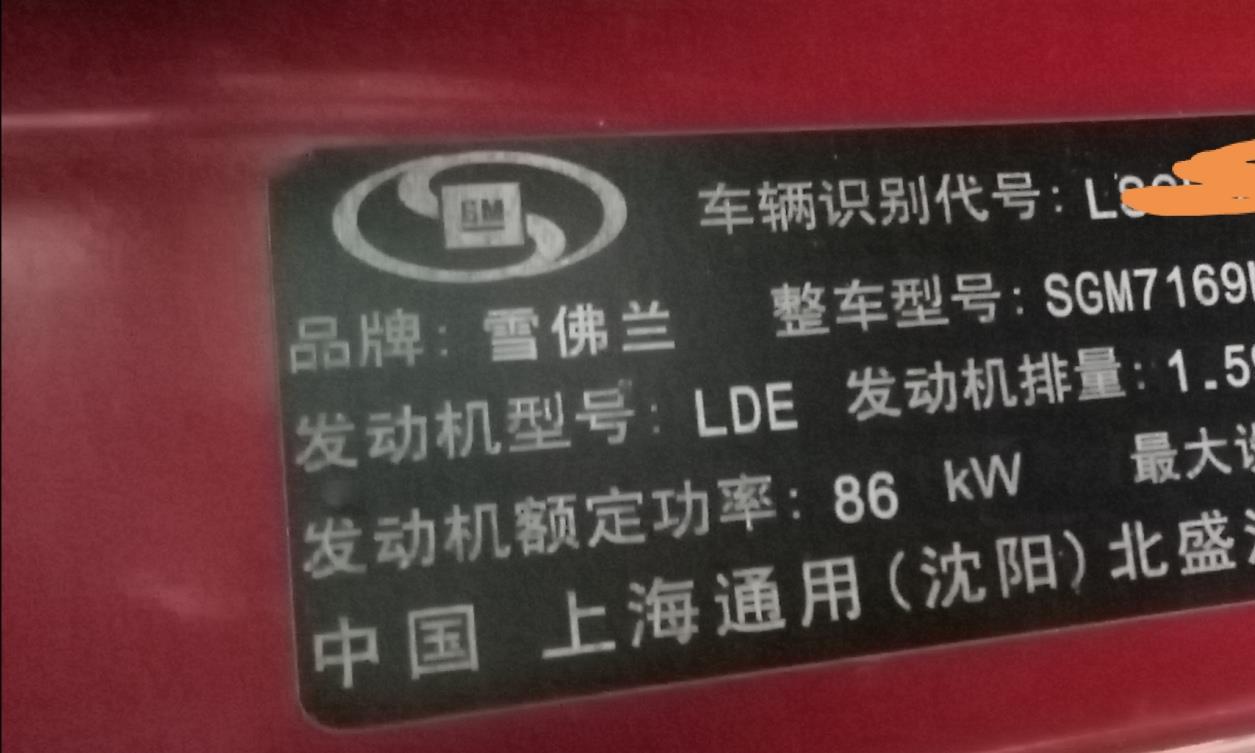 GM 车辆识别代号: L
品牌: 雪佛兰 整车型号: SGM7169
发动机型号: LDE 发动机排量: 1.5
发动机额定功率: 86 kW 最大
中国 上海通用(沈阳)北盛